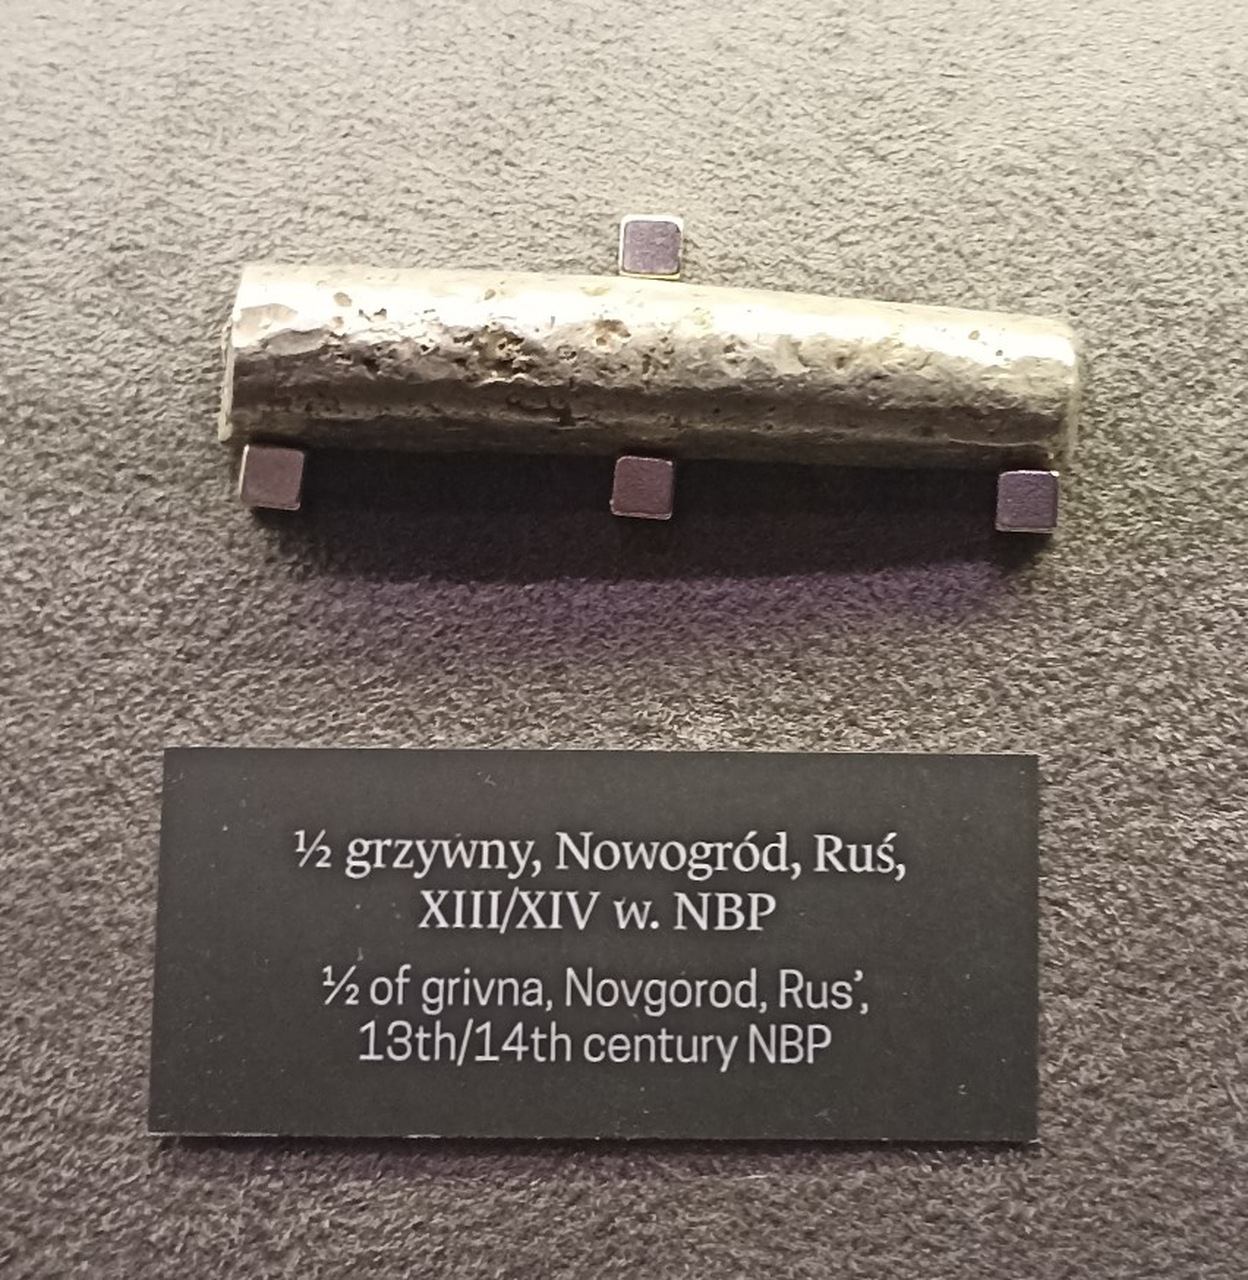 ½ grzywny, Nowogród, Ruś,
XIII/XIV w. NBP
½ of grivna, Novgorod, Rus’,
13th/14th century NBP